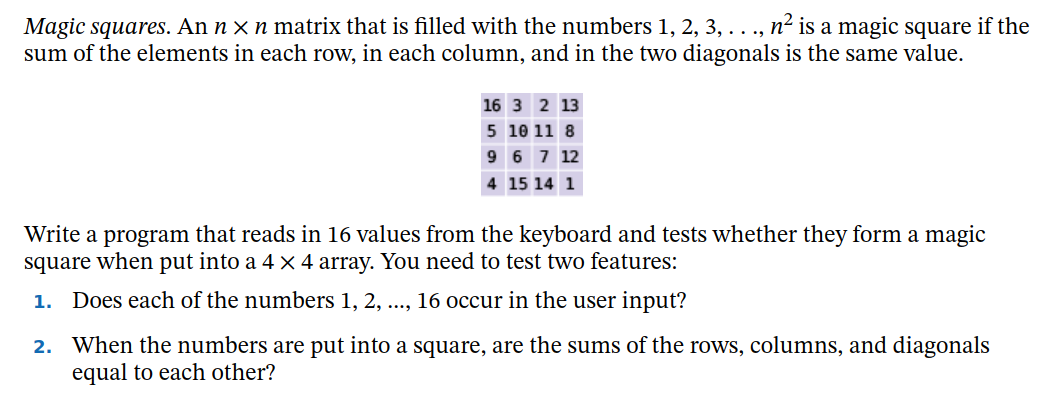 Magic squares. An n × n matrix that is filled with the numbers 1, 2, 3, . . ., n² is a magic square if the
sum of the elements in each row, in each column, and in the two diagonals is the same value.
16 3 2 13
5 10 11 8
9 6 7 12
4 15 14 1
Write a program that reads in 16 values from the keyboard and tests whether they form a magic
square when put into a 4 × 4 array. You need to test two features:
1. Does each of the numbers 1, 2, ..., 16 occur in the user input?
2. When the numbers are put into a square, are the sums of the rows, columns, and diagonals
equal to each other?